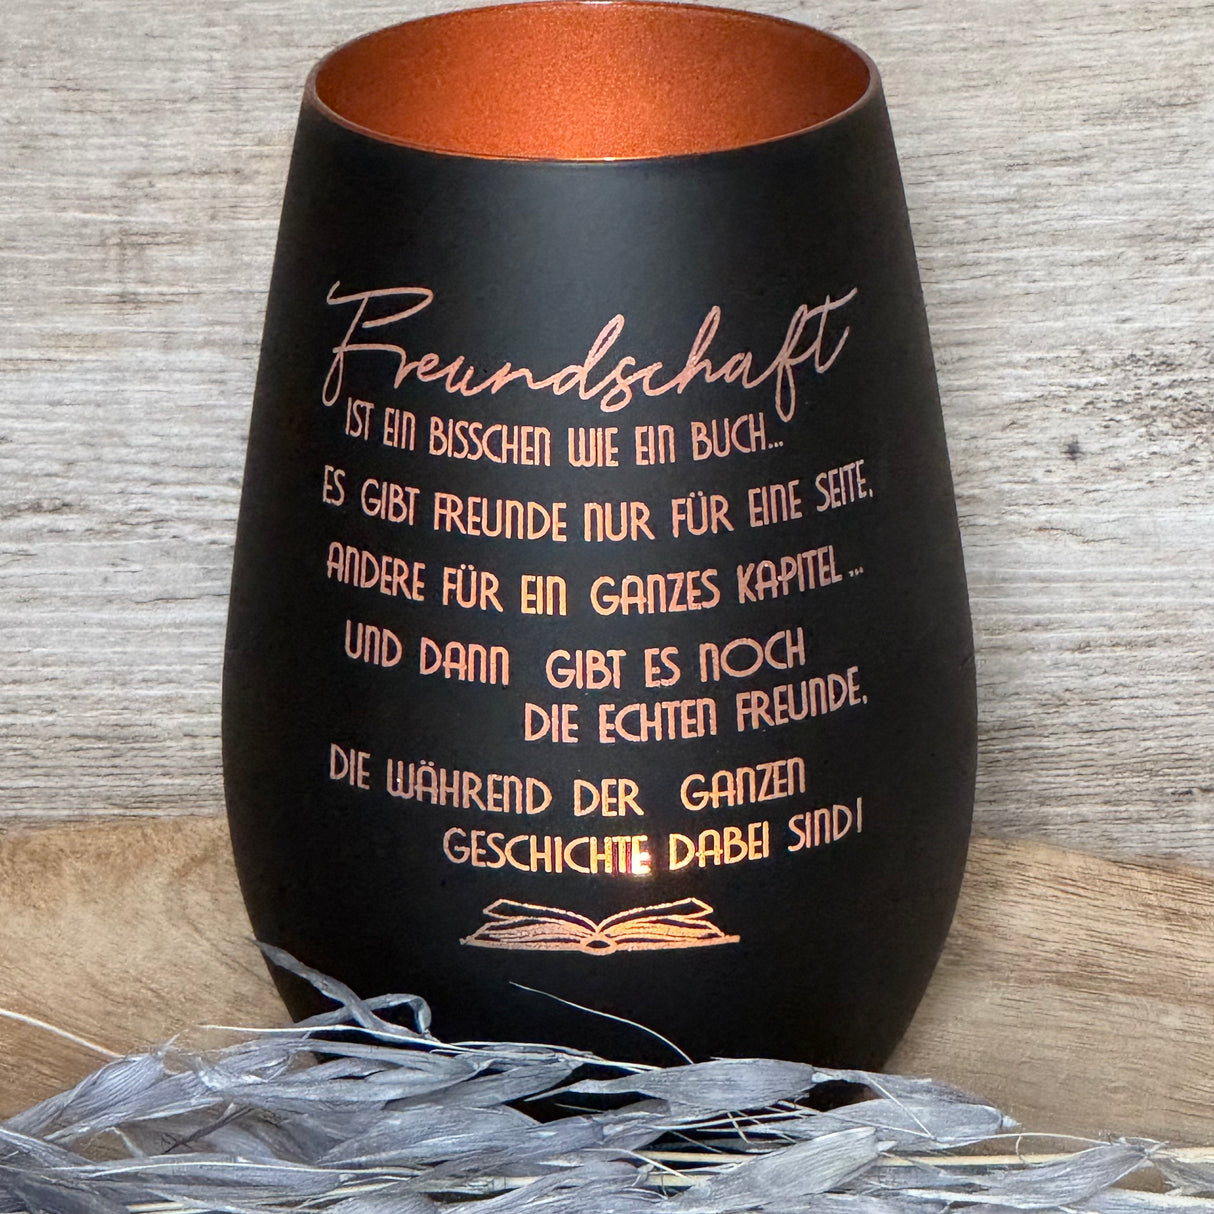 Freundschaft
IST EIN BISSCHEN WIE EIN BUCH...
ES GIBT FREUNDE NUR FÜR EINE SEITE,
ANDERE FÜR EIN GANZES KAPITEL ...
UND DANN GIBT ES NOCH
DIE ECHTEN FREUNDE,
DIE WÄHREND DER GANZEN
GESCHICHTE DABEI SIND!